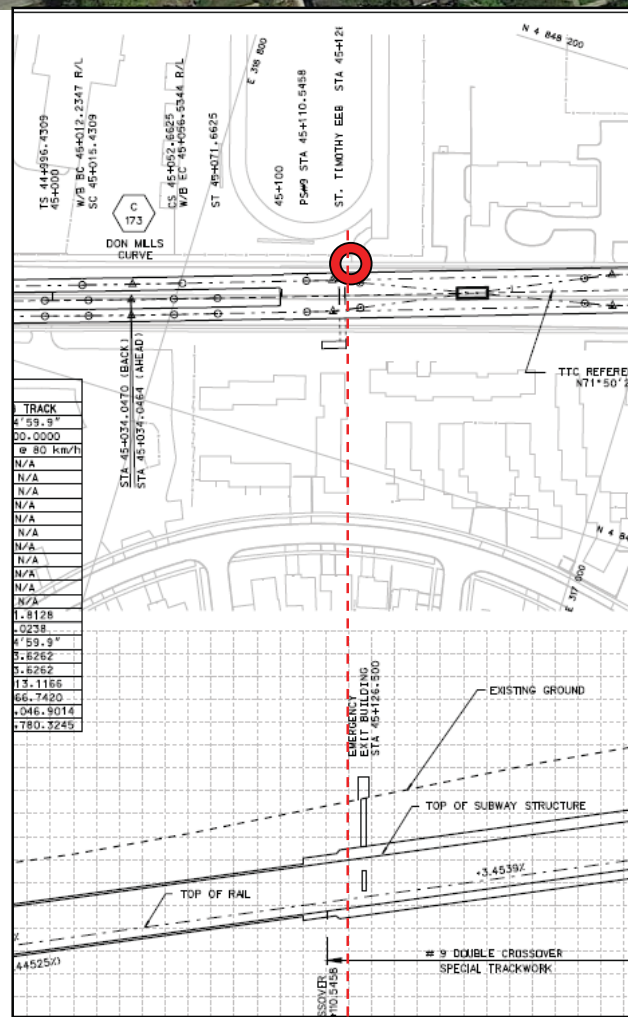 N 4 848 200
E 318 800
TS 44+996.4309
45+000
W/B BC 45+012.2347 R/L
SC 45+015.4309
CS 45+052.6625
W/B EC 45+056.5344 R/L
ST 45+071.6625
45+100
PS#9 STA 45+110.5458
ST. TIMOTHY EEB STA 45+126
C
173
DON MILLS
CURVE
STA 45+034.0470 (BACK)
STA 45+034.0464 (AHEAD)
TTC REFERE
N71°50'2
N 4 84
E 317 000
TRACK
4'59.9"
00.0000
@ 80 km/h
N/A
N/A
N/A
N/A
N/A
N/A
N/A
N/A
N/A
N/A
N/A
1.8128
.0238
4'59.9"
3.6262
3.6262
013.1166
66.7420
,046.9014
,780.3245
EMERGENCY
EXIT BUILDING
STA 45+126.500
EXISTING GROUND
TOP OF SUBWAY STRUCTURE
+3.4539%
TOP OF RAIL
.44525%)
# 9 DOUBLE CROSSOVER
SPECIAL TRACKWORK
SSOVER
+110.5458